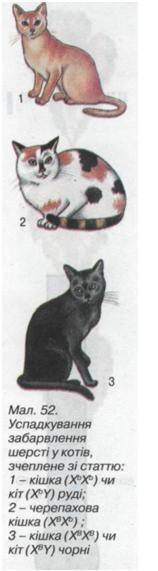 1
2
3
Мал. 52.
Успадкування
забарвлення
шерсті у котів,
зчеплене зі статтю:
1 – кішка (XᵇXᵇ) чи
кіт (XᵇY) руді;
2 – черепахова
кішка (XᴮXᵇ) ;
3 – кішка (XᴮXᴮ) чи
кіт (XᴮY) чорні